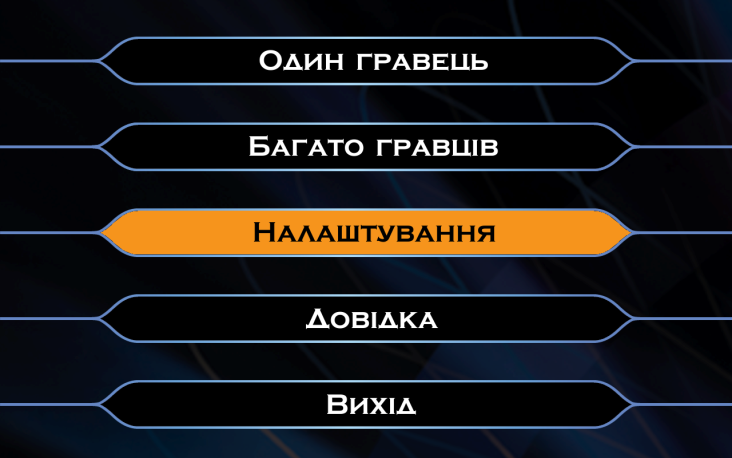 Один гравець
Багато гравців
Налаштування
Довідка
Вихід